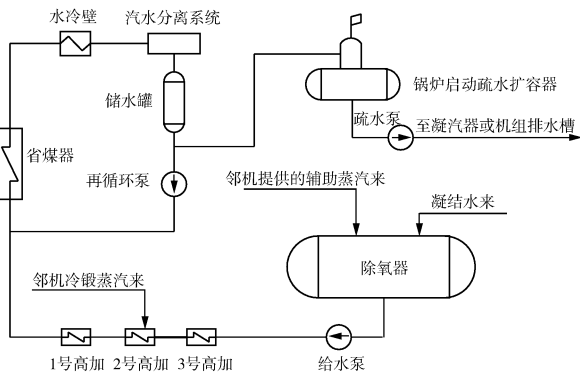 水冷壁
汽水分离系统
储水罐
锅炉启动疏水扩容器
疏水泵
至凝汽器或机组排水槽
省煤器
再循环泵
邻机提供的辅助蒸汽来
凝结水来
除氧器
邻机冷锻蒸汽来
1号高加
2号高加
3号高加
给水泵